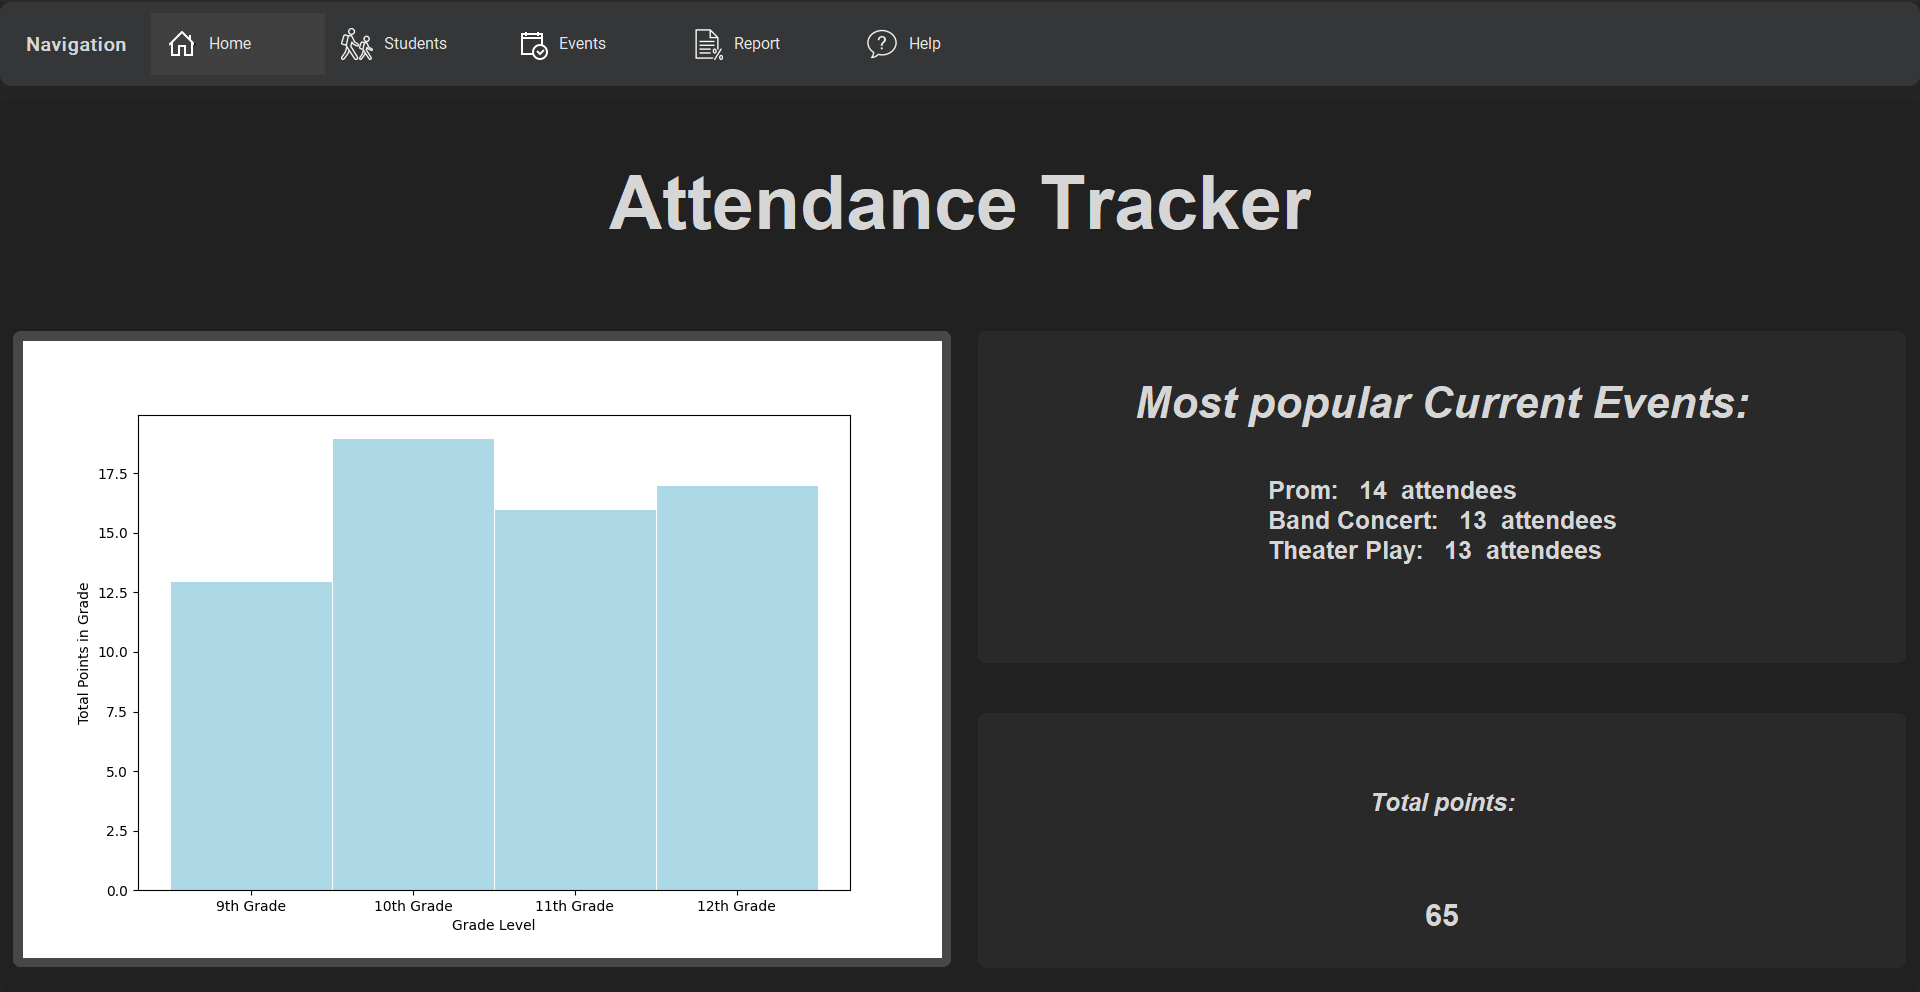 Navigation
Home
Students
Events
Report
Help
Attendance Tracker
17.5
15.0
12.5
10.0
7.5
5.0
2.5
0.0
Total Points in Grade
9th Grade
10th Grade
11th Grade
12th Grade
Grade Level
Most popular Current Events:
Prom: 14 attendees
Band Concert: 13 attendees
Theater Play: 13 attendees
Total points:
65